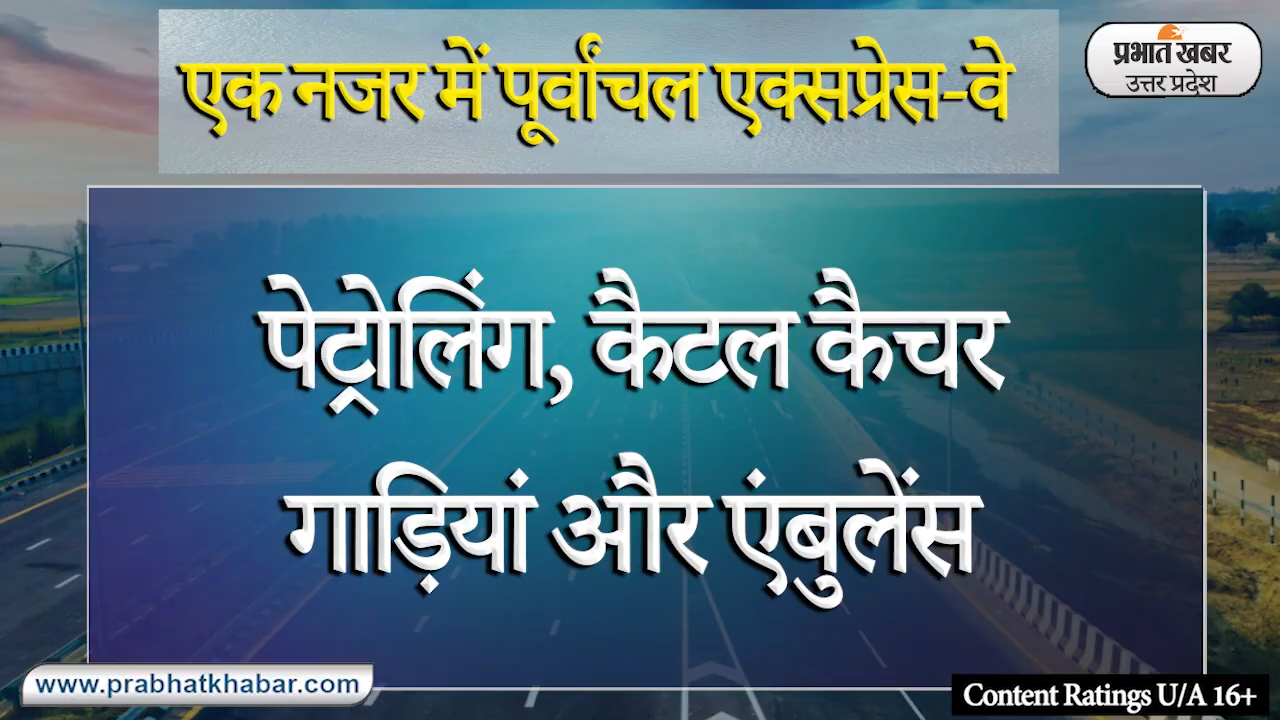 एक नजर में पूर्वांचल एक्सप्रेस-वे
प्रभात खबर
उत्तर प्रदेश
पेट्रोलिंग, कैटल कैचर
गाड़ियां और एंबुलेंस
www.prabhatkhabar.com
Content Ratings U/A 16+